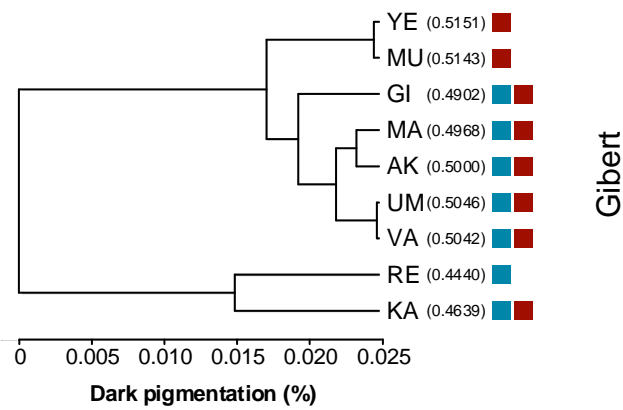 YE (0.5151)
MU (0.5143)
GI (0.4902)
MA (0.4968)
AK (0.5000)
UM (0.5046)
VA (0.5042)
RE (0.4440)
KA (0.4639)
Gibert
0 0.005 0.010 0.015 0.020 0.025
Dark pigmentation (%)